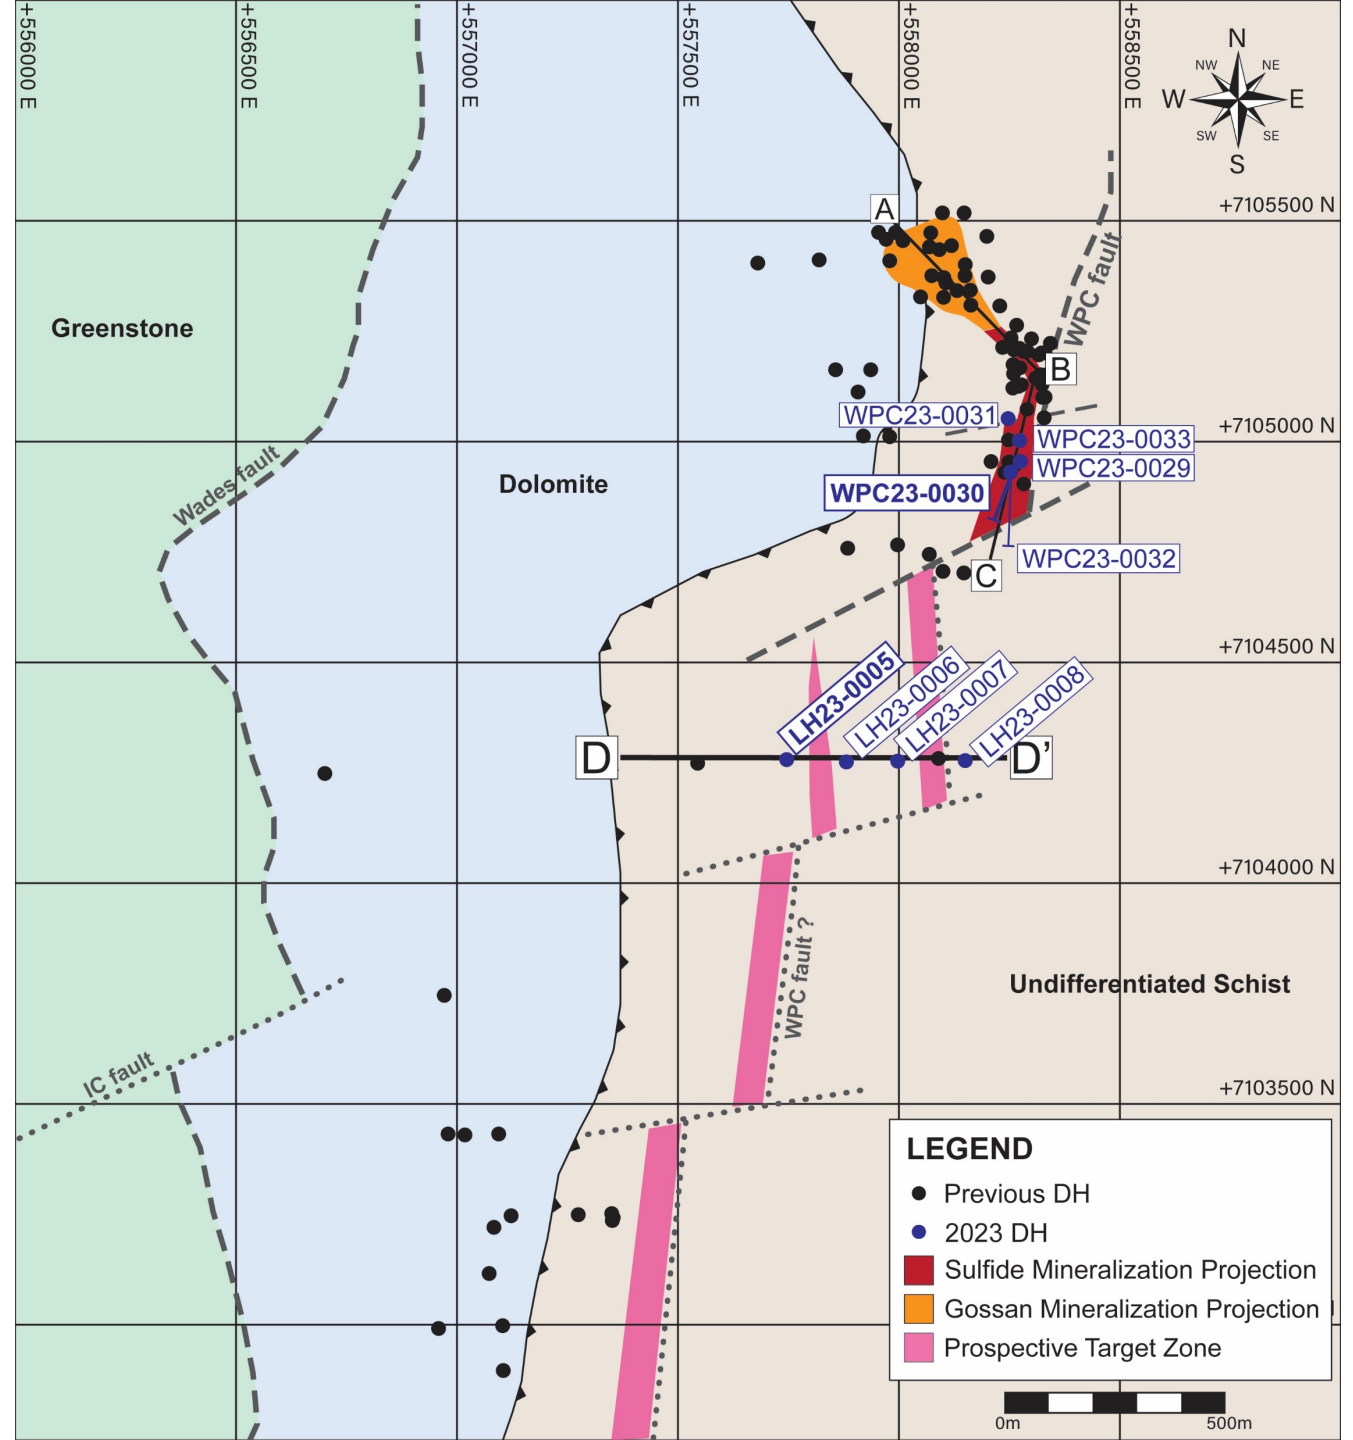 +556000 E
+556500 E
+557000 E
+557500 E
+558000 E
+558500 E
N
NW
NE
W
E
SW
SE
S
+7105500 N
A
WPC fault
Greenstone
B
WPC23-0031
+7105000 N
WPC23-0033
WPC23-0029
Wades fault
Dolomite
WPC23-0030
WPC23-0032
C
+7104500 N
LH23-0005
LH23-0006
LH23-0007
LH23-0008
D
D'
+7104000 N
WPC fault ?
Undifferentiated Schist
IC fault
+7103500 N
LEGEND
Previous DH
2023 DH
Sulfide Mineralization Projection
Gossan Mineralization Projection
Prospective Target Zone
0m
500m